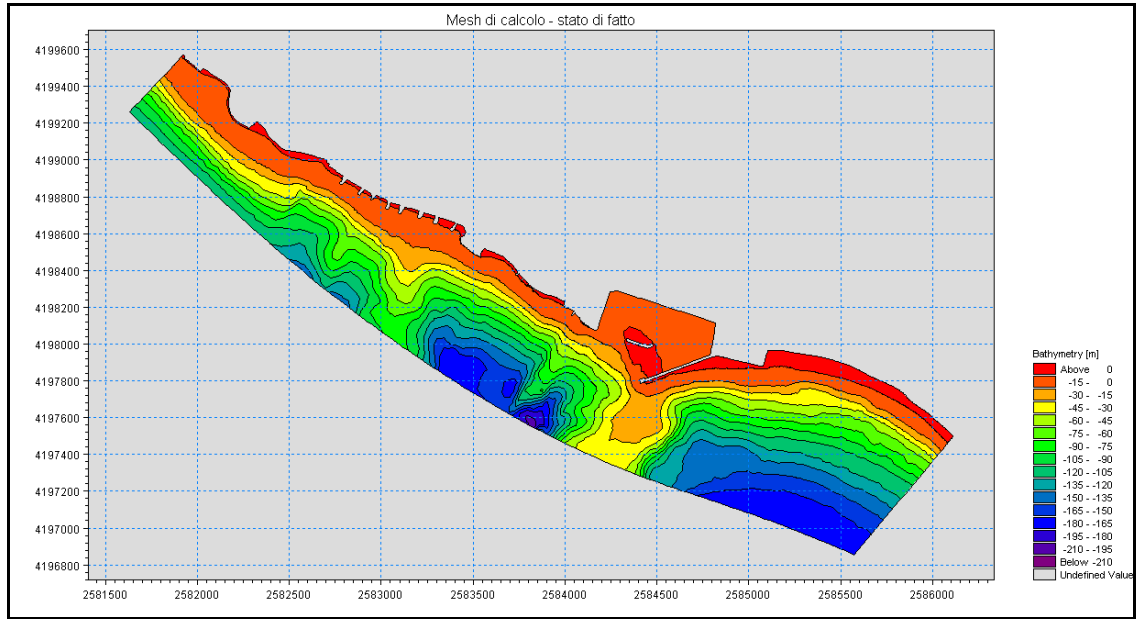 Mesh di calcolo - stato di fatto
4199600
4199400
4199200
4199000
4198800
4198600
4198400
4198200
4198000
4197800
4197600
4197400
4197200
4197000
4196800
2581500 2582000 2582500 2583000 2583500 2584000 2584500 2585000 2585500 2586000
Bathymetry [m]
Above 0
-15 - 0
-30 - -15
-45 - -30
-60 - -45
-75 - -60
-90 - -75
-105 - -90
-120 - -105
-135 - -120
-150 - -135
-165 - -150
-180 - -165
-195 - -180
-210 - -195
Below -210
Undefined Value